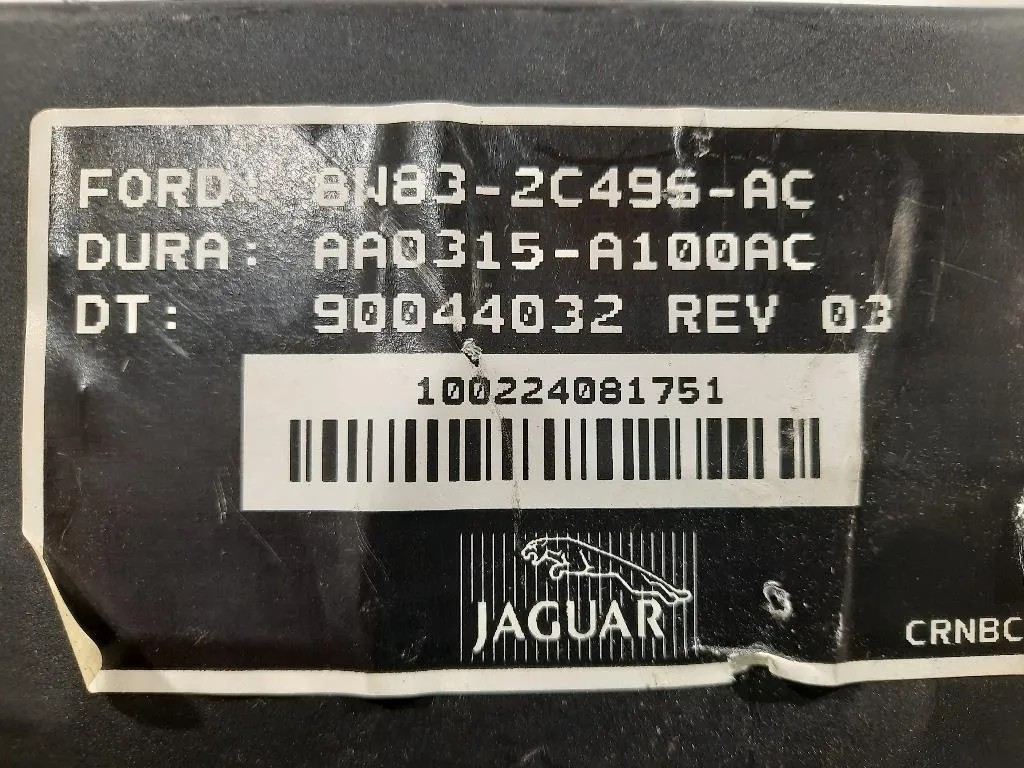 FORD: 8W83-2C496-AC
DURA: AA0315-A100AC
DT: 90044032 REV 03
100224081751
JAGUAR
CRNBC